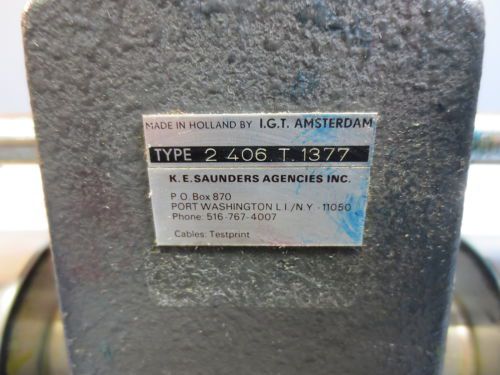 MADE IN HOLLAND BY I.G.T. AMSTERDAM
TYPE 2 406 T. 1377
K.E. SAUNDERS AGENCIES INC.
P.O. Box 870
PORT WASHINGTON L.I./N.Y. - 11050
Phone: 516-767-4007
Cables: Testprint